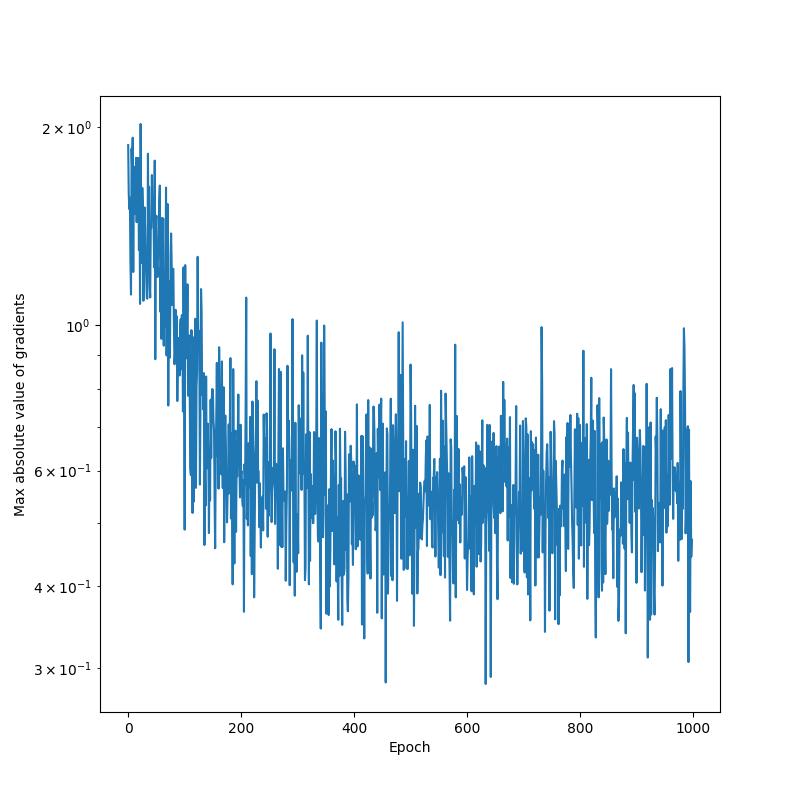 Max absolute value of gradients
2 × 10⁰
10⁰
6 × 10⁻¹
4 × 10⁻¹
3 × 10⁻¹
0 200 400 600 800 1000
Epoch